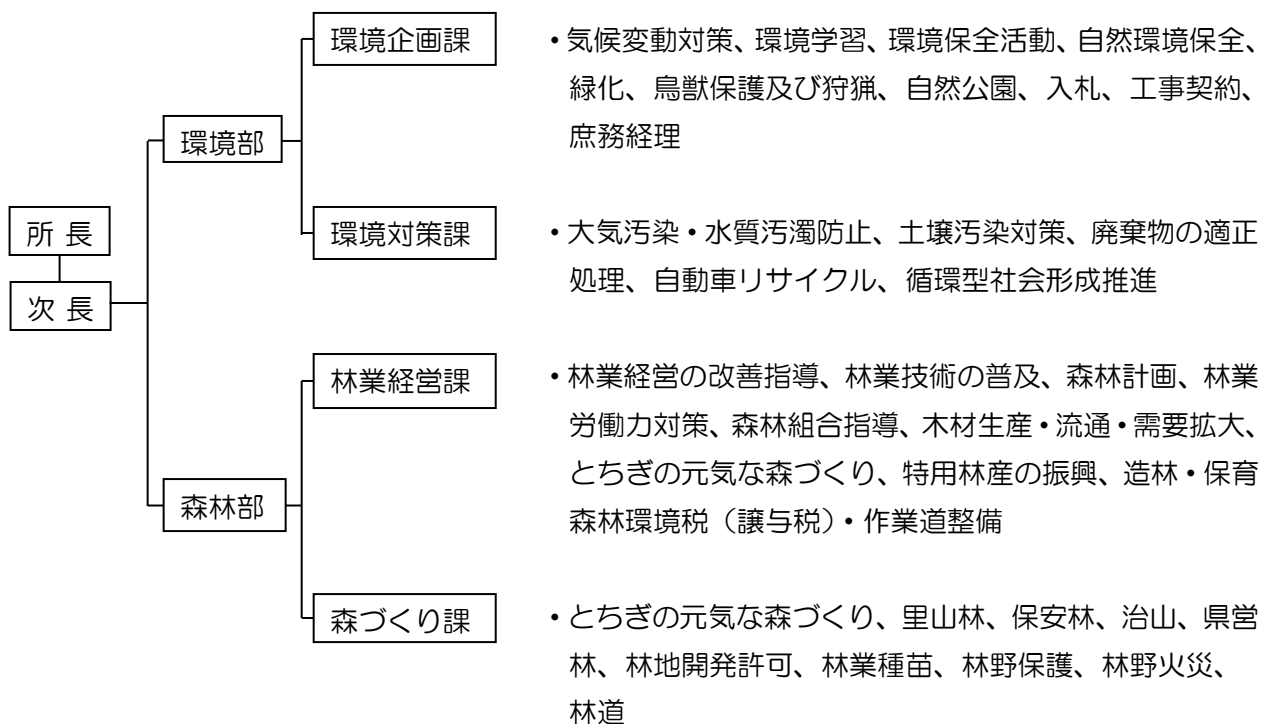 環境企画課
・気候変動対策、環境学習、環境保全活動、自然環境保全、
緑化、鳥獣保護及び狩猟、自然公園、入札、工事契約、
庶務経理
環境部
環境対策課
・大気汚染・水質汚濁防止、土壌汚染対策、廃棄物の適正
処理、自動車リサイクル、循環型社会形成推進
所 長
次 長
林業経営課
・林業経営の改善指導、林業技術の普及、森林計画、林業
労働力対策、森林組合指導、木材生産・流通・需要拡大、
とちぎの元気な森づくり、特用林産の振興、造林・保育
森林環境税（譲与税）・作業道整備
森林部
森づくり課
・とちぎの元気な森づくり、里山林、保安林、治山、県営
林、林地開発許可、林業種苗、林野保護、林野火災、
林道